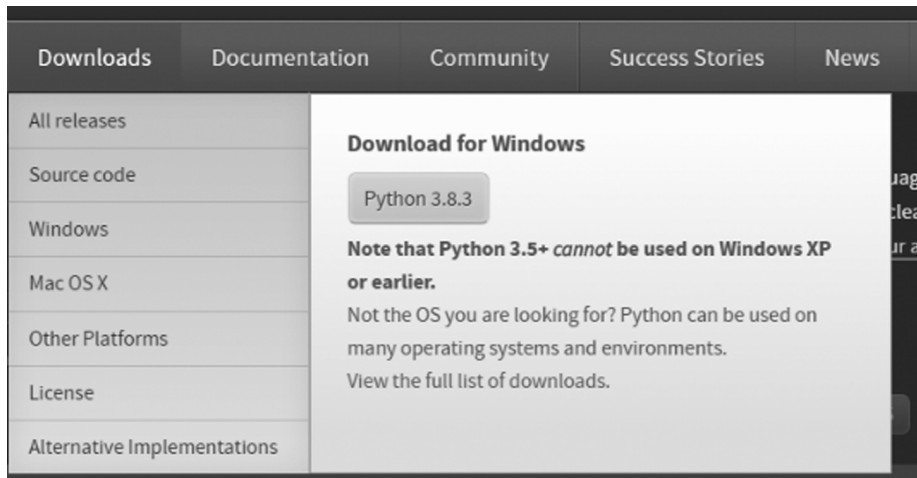 Downloads Documentation Community Success Stories News
All releases
Source code
Windows
Mac OS X
Other Platforms
License
Alternative Implementations
Download for Windows
Python 3.8.3
Note that Python 3.5+ cannot be used on Windows XP
or earlier.
Not the OS you are looking for? Python can be used on
many operating systems and environments.
View the full list of downloads.